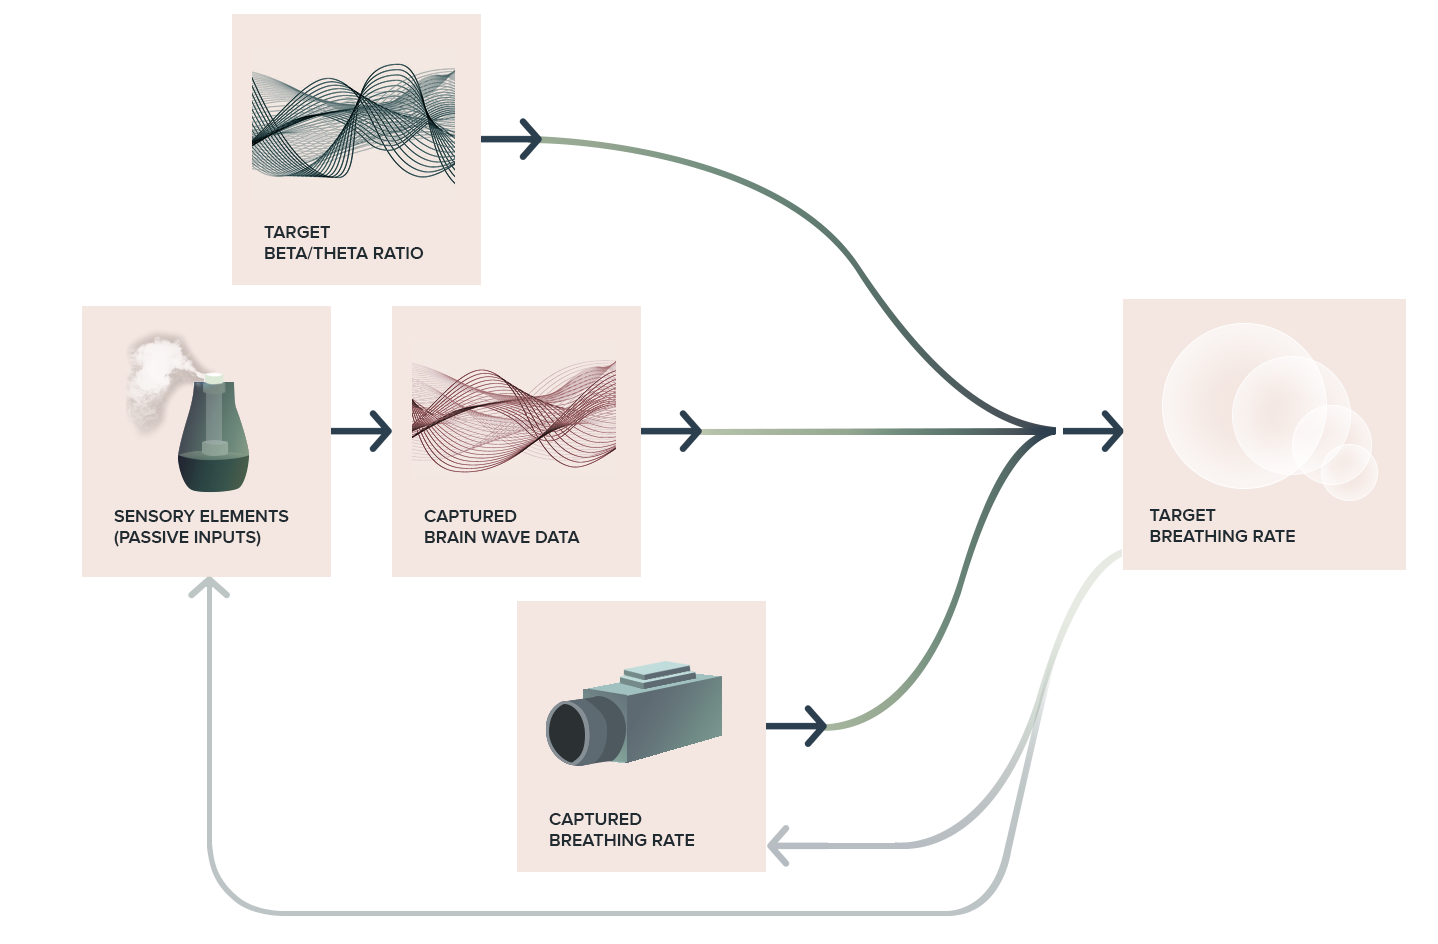 TARGET
BETA/THETA RATIO
SENSORY ELEMENTS
(PASSIVE INPUTS)
CAPTURED
BRAIN WAVE DATA
TARGET
BREATHING RATE
CAPTURED
BREATHING RATE